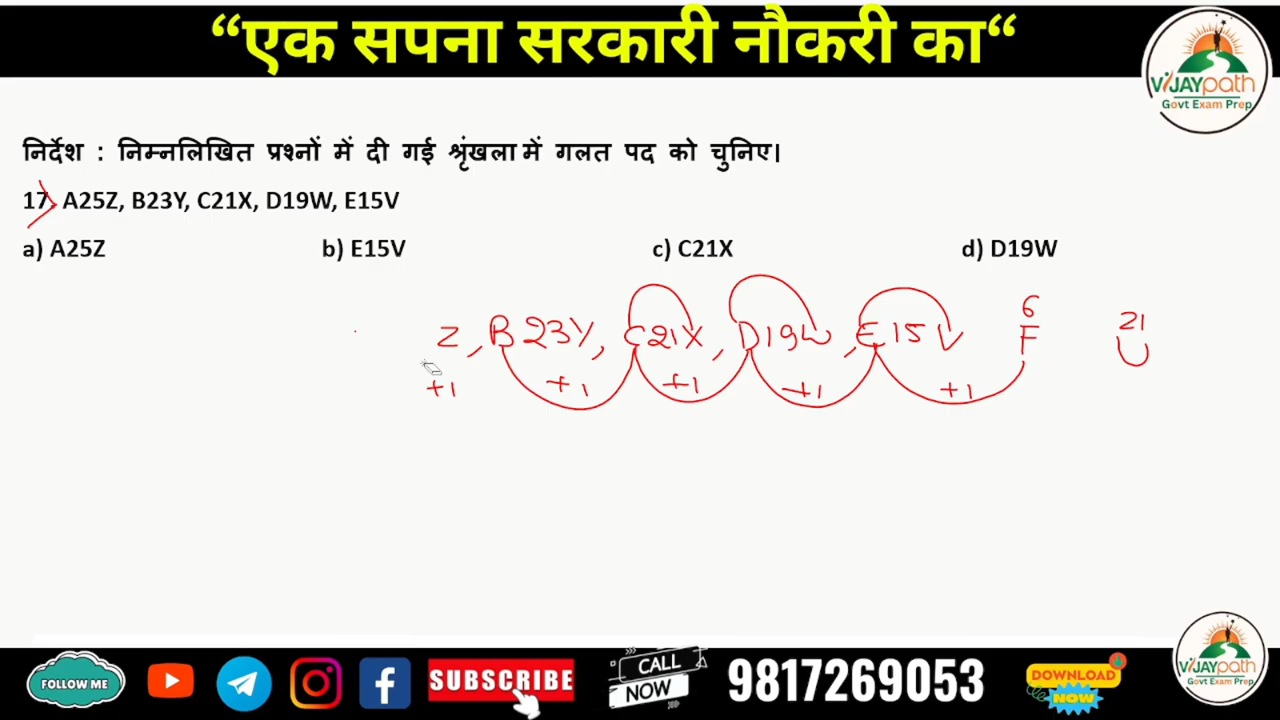 “एक सपना सरकारी नौकरी का“
ViJAYpath
Govt Exam Prep
निर्देश : निम्नलिखित प्रश्नों में दी गई श्रृंखला में गलत पद को चुनिए।
17. A25Z, B23Y, C21X, D19W, E15V
a) A25Z b) E15V c) C21X d) D19W
6
21
Z, B23Y, C21X, D19W, E15V F U
+1 +1 +1 +1 +1
FOLLOW ME
SUBSCRIBE
CALL NOW
9817269053
DOWNLOAD NOW
ViJAYpath
Govt Exam Prep